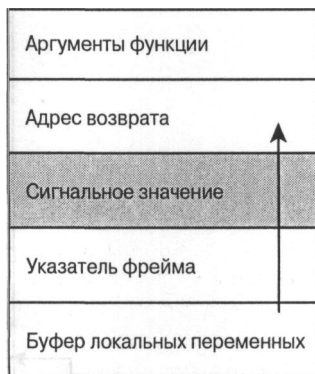 Аргументы функции
Адрес возврата
Сигнальное значение
Указатель фрейма
Буфер локальных переменных